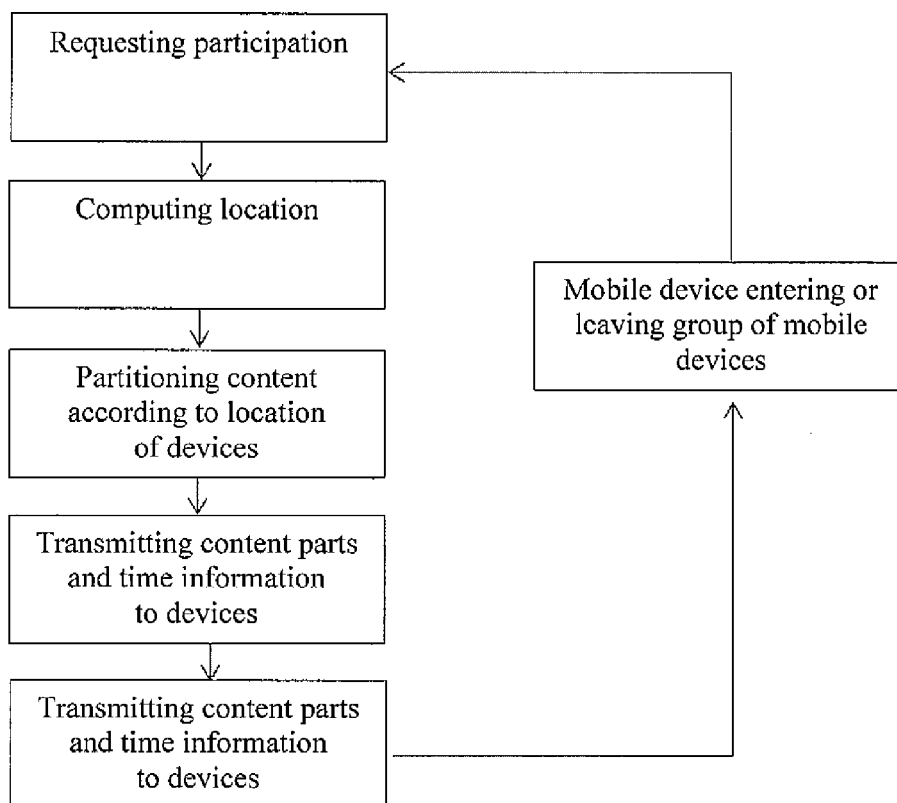 Requesting participation
Computing location
Partitioning content
according to location
of devices
Transmitting content parts
and time information
to devices
Transmitting content parts
and time information
to devices
Mobile device entering or
leaving group of mobile
devices